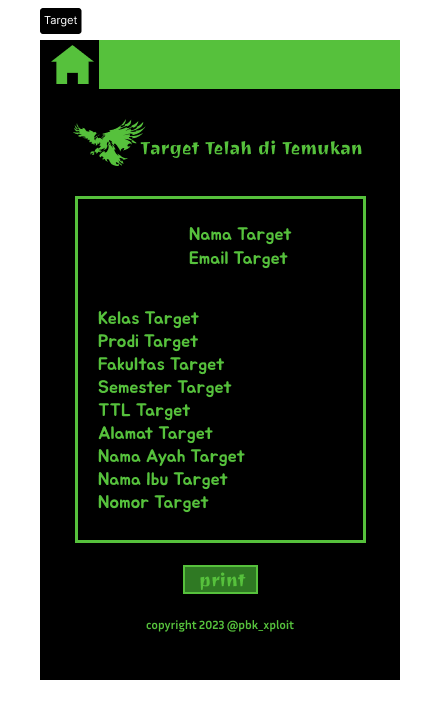 Target
Target Telah di Temukan
Nama Target
Email Target
Kelas Target
Prodi Target
Fakultas Target
Semester Target
TTL Target
Alamat Target
Nama Ayah Target
Nama Ibu Target
Nomor Target
print
copyright 2023 @pbk_xploit